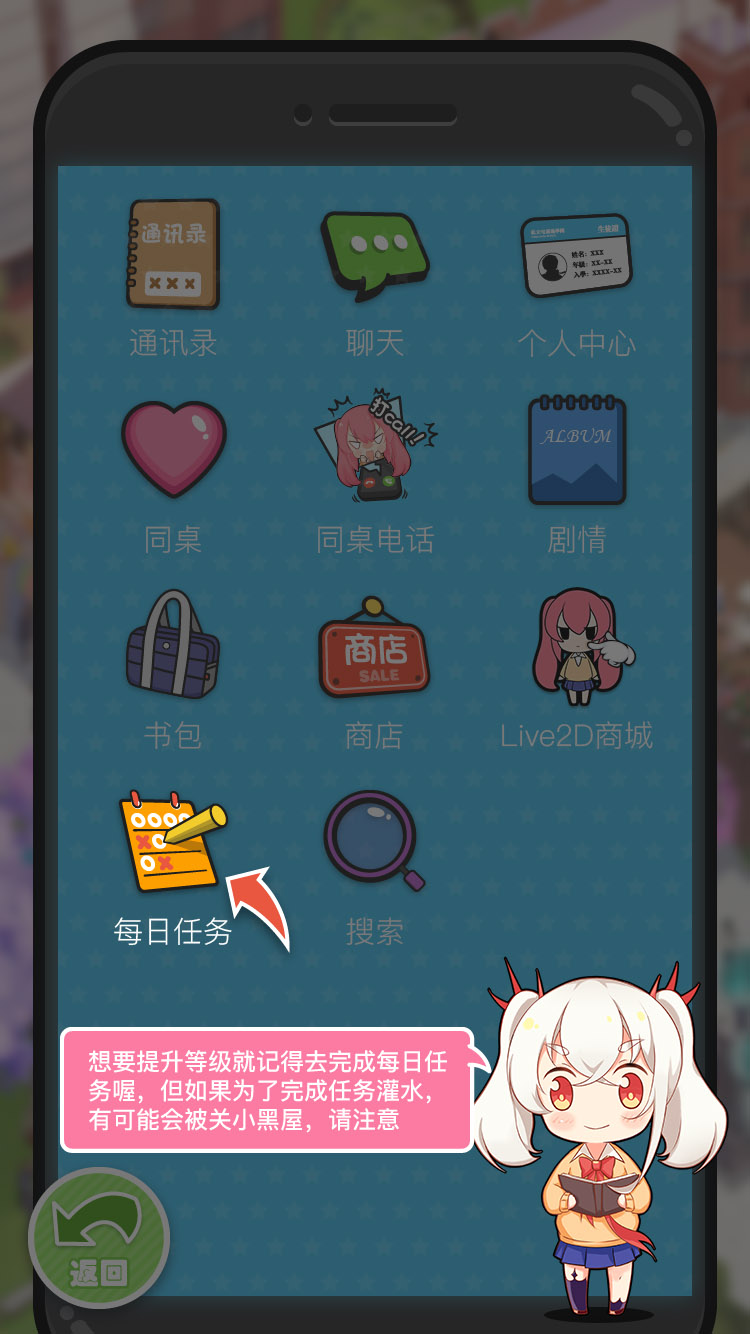 通讯录
×××
生徒証
姓名：XXX
年级：XX-XX
入学：XXXX-XX
通讯录
聊天
个人中心
打call!!
ALBUM
同桌
同桌电话
剧情
商店
SALE
书包
商店
Live2D商城
每日任务
搜索
想要提升等级就记得去完成每日任
务喔，但如果为了完成任务灌水，
有可能会被关小黑屋，请注意
返回